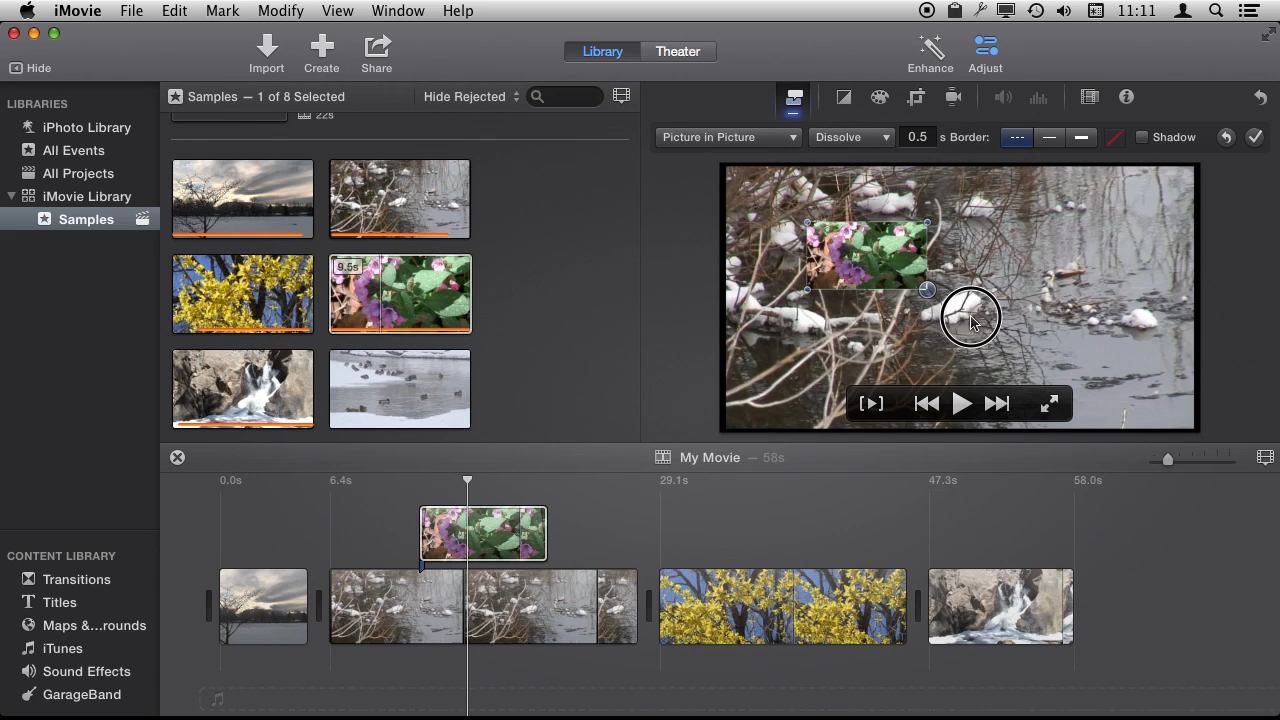 iMovie File Edit Mark Modify View Window Help 11:11
Hide Import Create Share Library Theater Enhance Adjust
LIBRARIES
iPhoto Library
All Events
All Projects
iMovie Library
Samples
Samples — 1 of 8 Selected Hide Rejected
22s
9.5s
Picture in Picture Dissolve 0.5 s Border: Shadow
My Movie — 58s
0.0s 6.4s 29.1s 47.3s 58.0s
CONTENT LIBRARY
Transitions
T Titles
Maps &...rounds
iTunes
Sound Effects
GarageBand